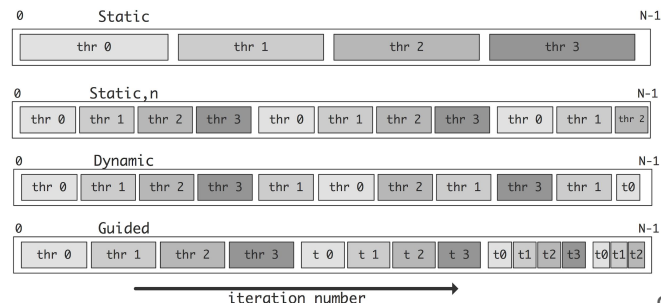 0 Static N-1
thr 0 thr 1 thr 2 thr 3
0 Static,n N-1
thr 0 thr 1 thr 2 thr 3 thr 0 thr 1 thr 2 thr 3 thr 0 thr 1 thr 2
0 Dynamic N-1
thr 0 thr 1 thr 2 thr 3 thr 1 thr 0 thr 2 thr 1 thr 3 thr 1 t0
0 Guided N-1
thr 0 thr 1 thr 2 thr 3 t 0 t 1 t 2 t 3 t0 t1 t2 t3 t0 t1 t2
iteration number